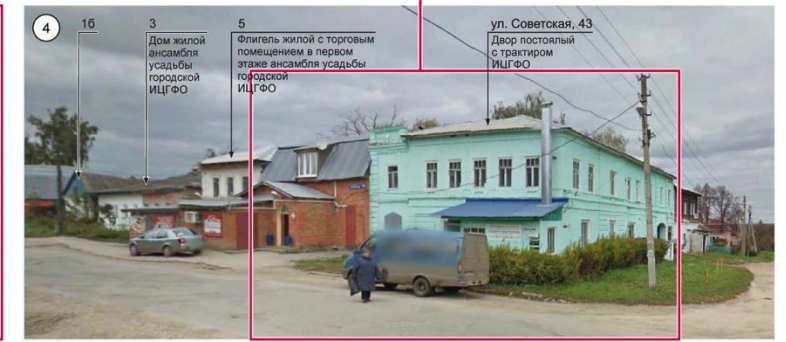 4
1б
3
Дом жилой
ансамбля
усадьбы
городской
ИЦГФО
5
Флигель жилой с торговым
помещением в первом
этаже ансамбля усадьбы
городской
ИЦГФО
ул. Советская, 43
Двор постоялый
с трактиром
ИЦГФО